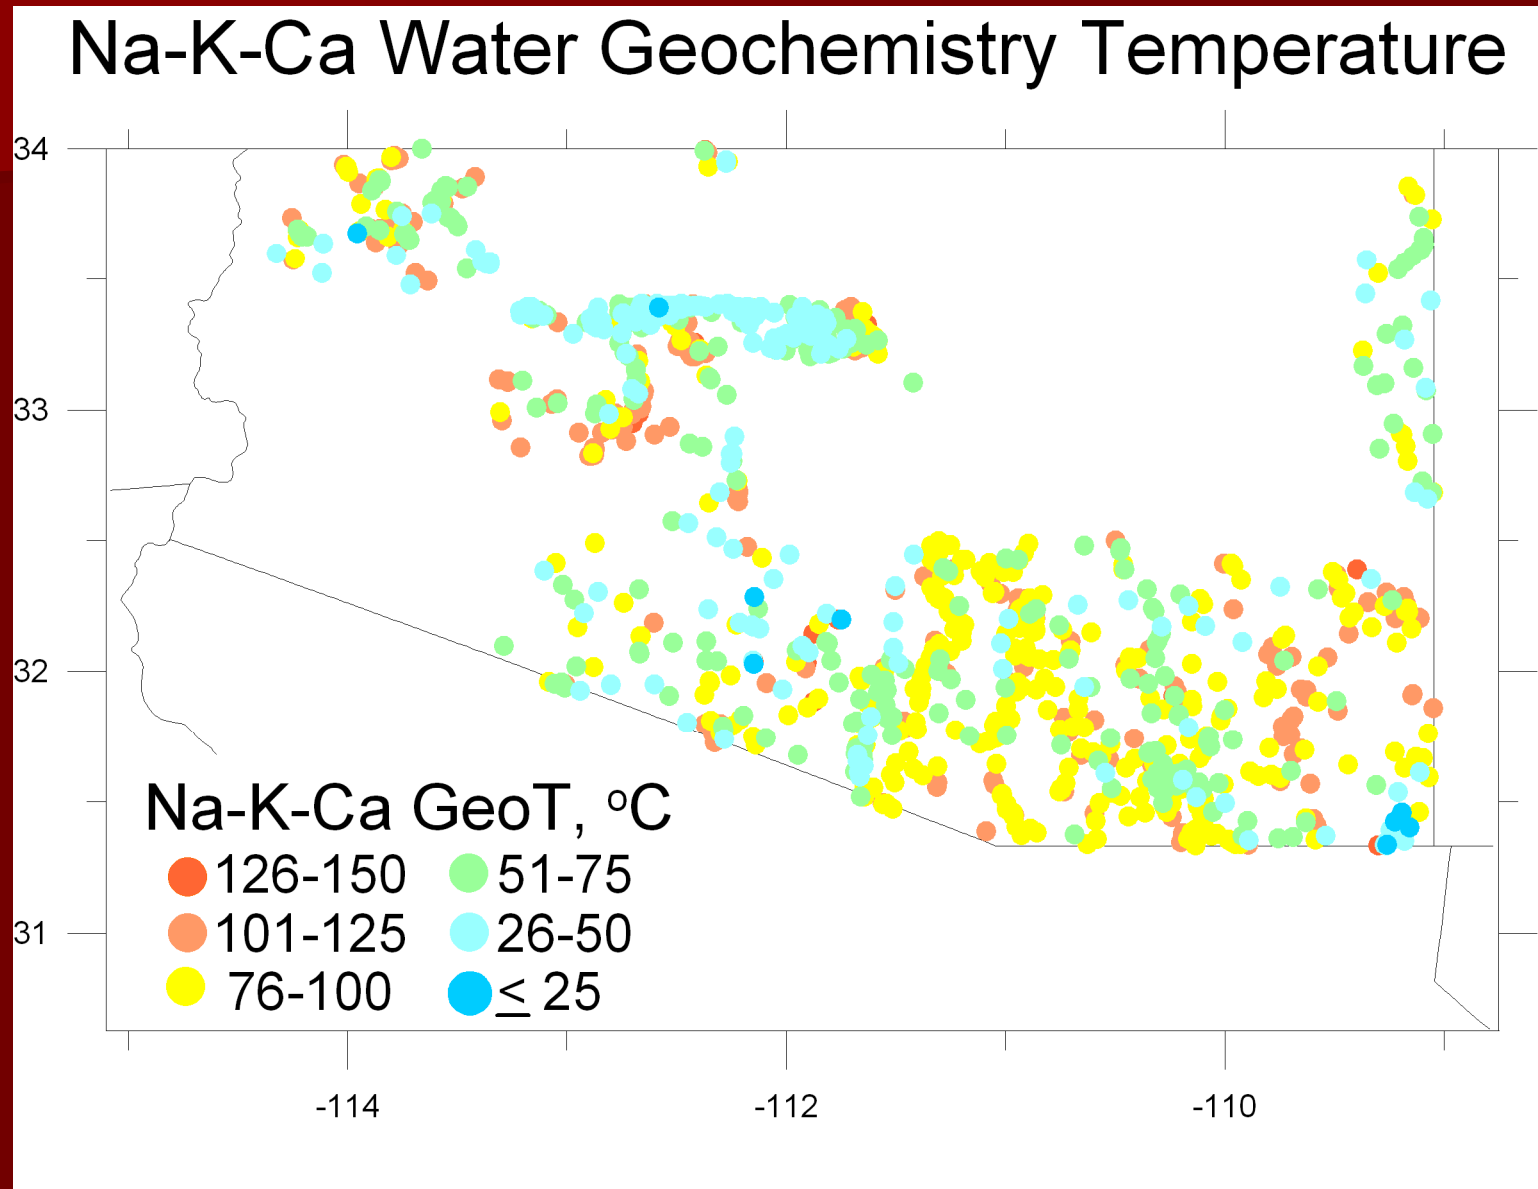 Na-K-Ca Water Geochemistry Temperature
34
33
32
31
Na-K-Ca GeoT, °C
126-150 51-75
101-125 26-50
76-100 ≤ 25
-114 -112 -110